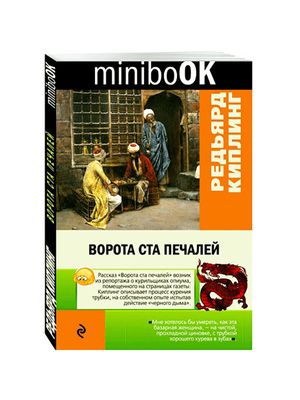 miniboOK
РЕДЬЯРД
КИПЛИНГ
ВОРОТА СТА ПЕЧАЛЕЙ
ВОРОТА СТА ПЕЧАЛЕЙ
Рассказ «Ворота ста печалей» возник
из репортажа о курильщиках опиума,
помещенного на страницах газеты.
Киплинг описывает процесс курения
трубки, на собственном опыте испытав
действие «черного дыма»
«Мне хотелось бы умереть, как эта
базарная женщина, – на чистой,
прохладной циновке, с трубкой
хорошего курева в зубах»